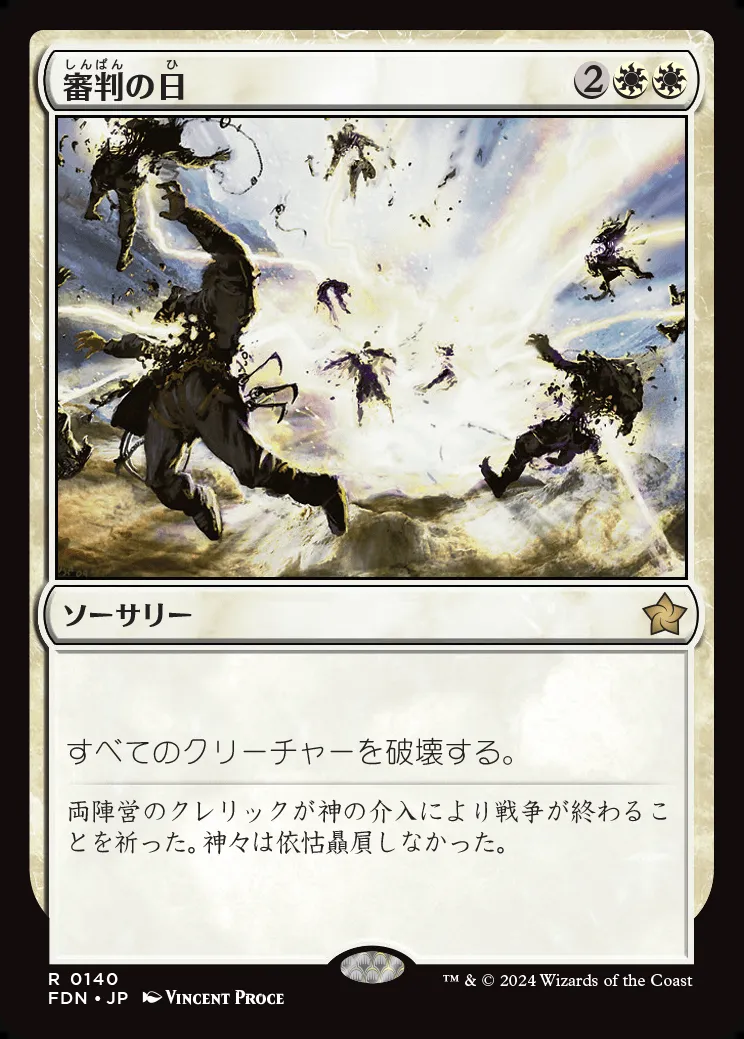 しんぱん ひ
審判の日
2
ソーサリー
すべてのクリーチャーを破壊する。
両陣営のクレリックが神の介入により戦争が終わるこ
とを祈った。神々は依怙贔屓しなかった。
R 0140
FDN • JP VINCENT PROCE
™ & © 2024 Wizards of the Coast